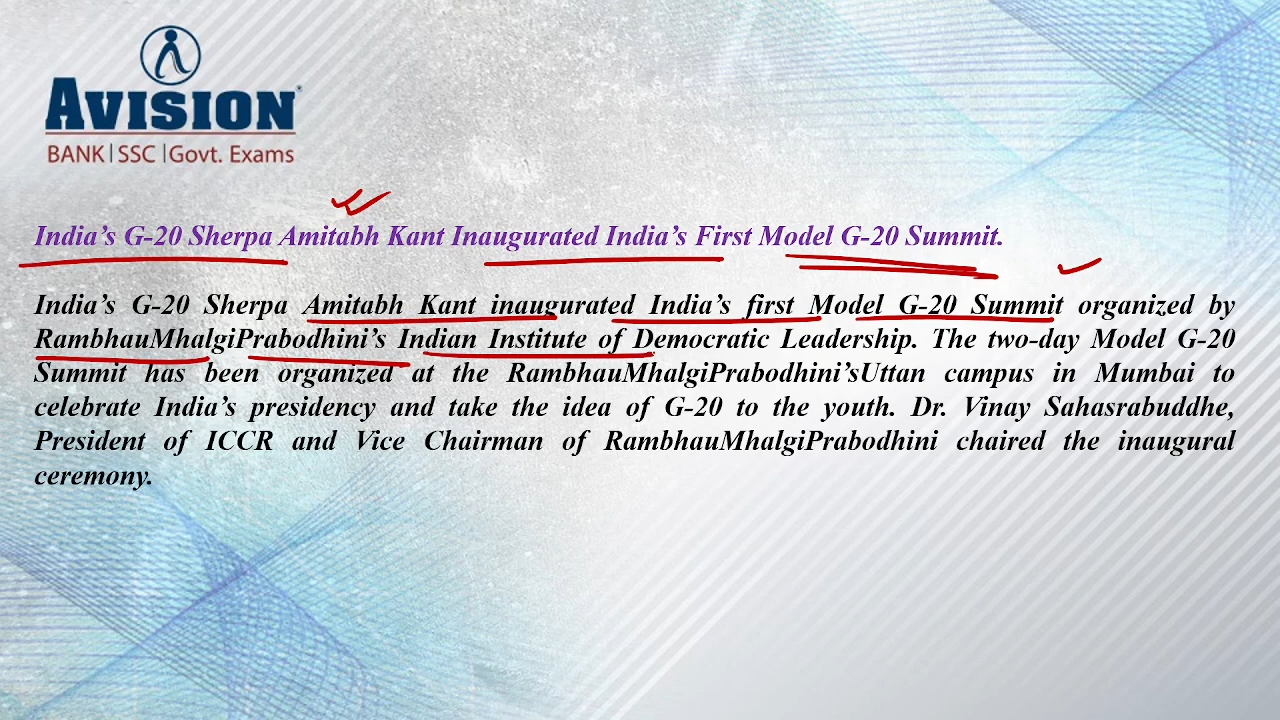 AVISION
BANK | SSC | Govt. Exams
India's G-20 Sherpa Amitabh Kant Inaugurated India's First Model G-20 Summit.
India's G-20 Sherpa Amitabh Kant inaugurated India's first Model G-20 Summit organized by
RambhauMhalgiPrabodhini's Indian Institute of Democratic Leadership. The two-day Model G-20
Summit has been organized at the RambhauMhalgiPrabodhini'sUttan campus in Mumbai to
celebrate India's presidency and take the idea of G-20 to the youth. Dr. Vinay Sahasrabuddhe,
President of ICCR and Vice Chairman of RambhauMhalgiPrabodhini chaired the inaugural
ceremony.